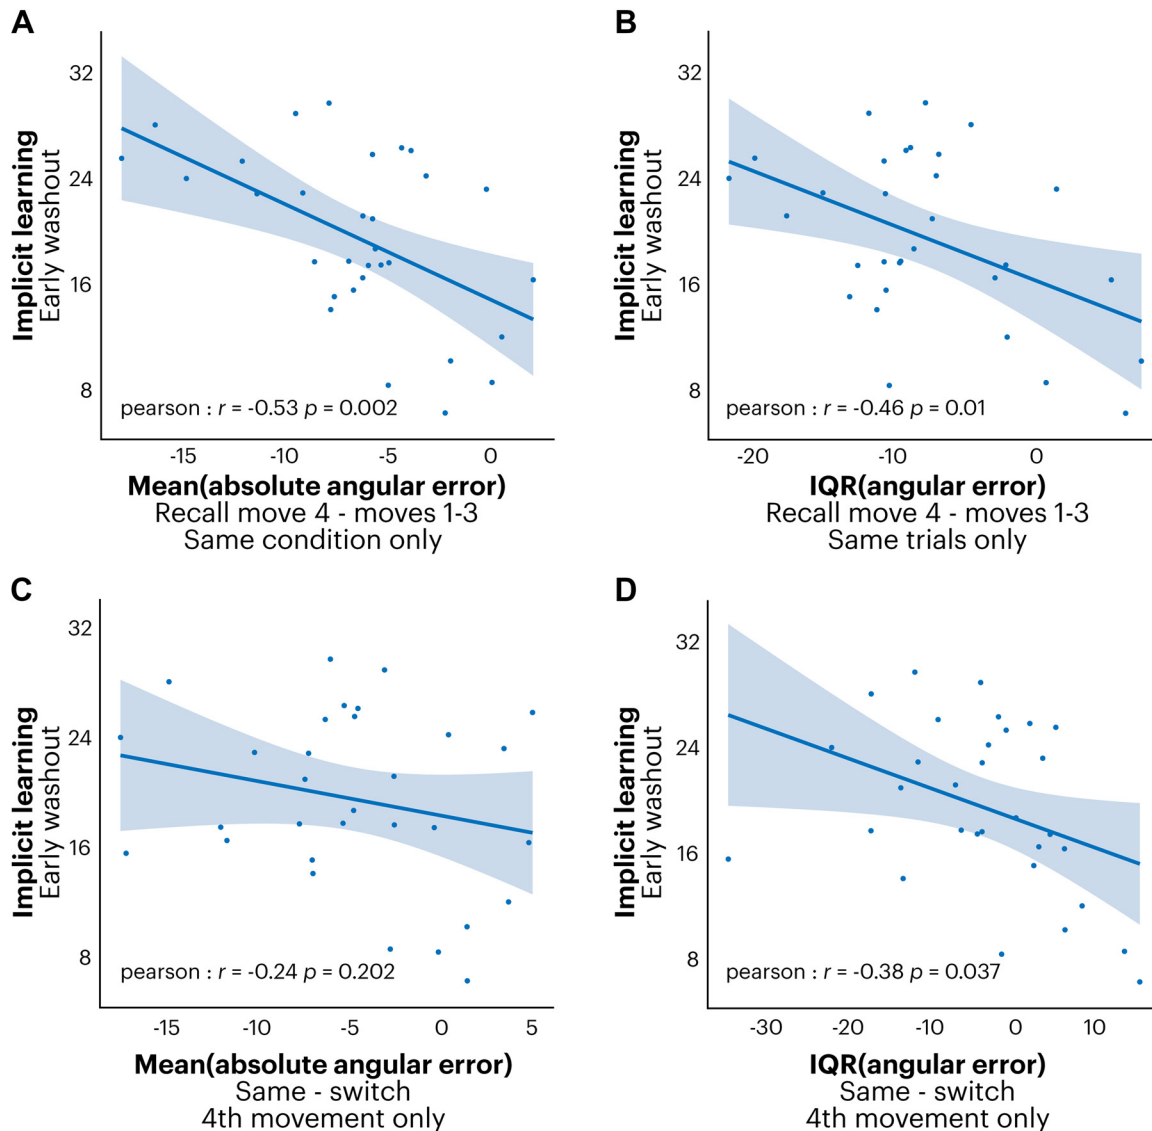 A
32
24
16
8
Implicit learning
Early washout
pearson : r = -0.53 p = 0.002
-15 -10 -5 0
Mean(absolute angular error)
Recall move 4 - moves 1-3
Same condition only
B
32
24
16
8
Implicit learning
Early washout
pearson : r = -0.46 p = 0.01
-20 -10 0
IQR(angular error)
Recall move 4 - moves 1-3
Same trials only
C
32
24
16
8
Implicit learning
Early washout
pearson : r = -0.24 p = 0.202
-15 -10 -5 0 5
Mean(absolute angular error)
Same - switch
4th movement only
D
32
24
16
8
Implicit learning
Early washout
pearson : r = -0.38 p = 0.037
-30 -20 -10 0 10
IQR(angular error)
Same - switch
4th movement only